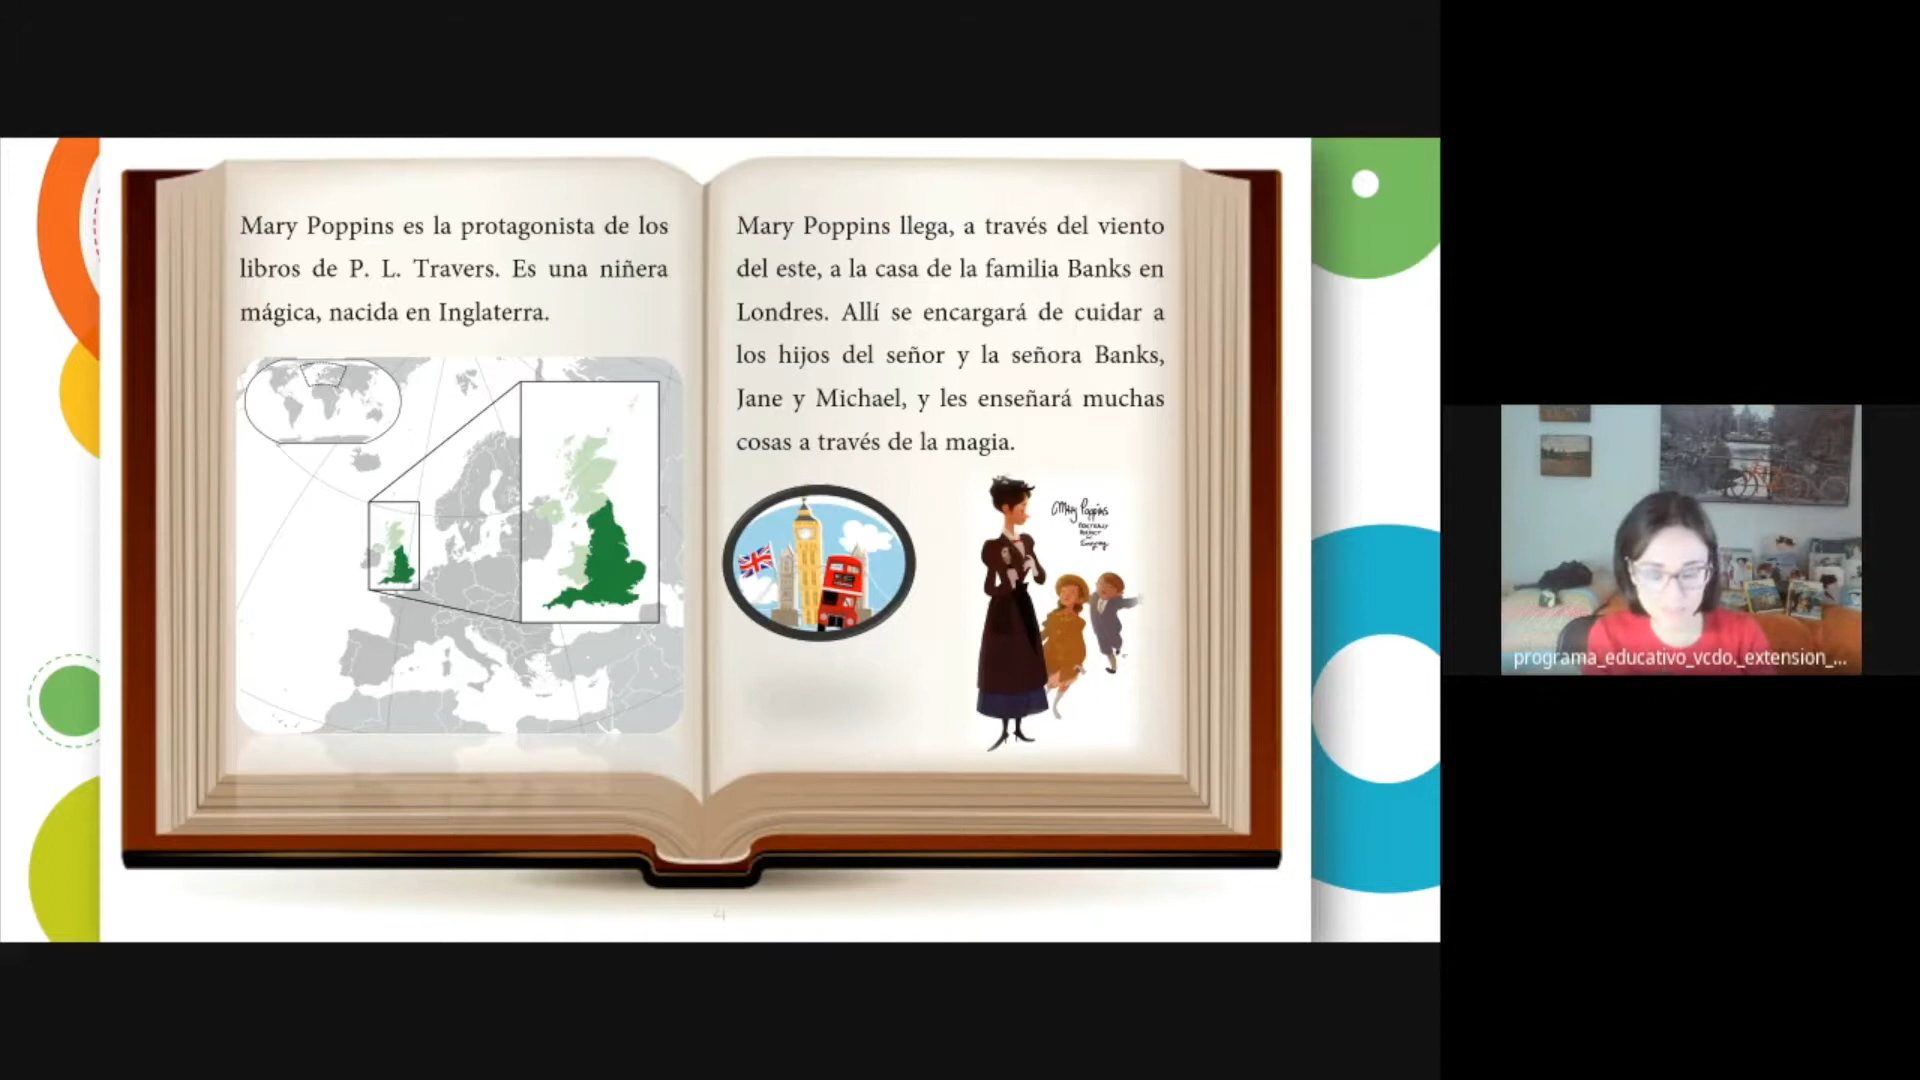 Mary Poppins es la protagonista de los
libros de P. L. Travers. Es una niñera
mágica, nacida en Inglaterra.
Mary Poppins llega, a través del viento
del este, a la casa de la familia Banks en
Londres. Allí se encargará de cuidar a
los hijos del señor y la señora Banks,
Jane y Michael, y les enseñará muchas
cosas a través de la magia.
Mary Poppins
PRACTICALLY
PERFECT
4
programa_educativo_vcdo._extension_...